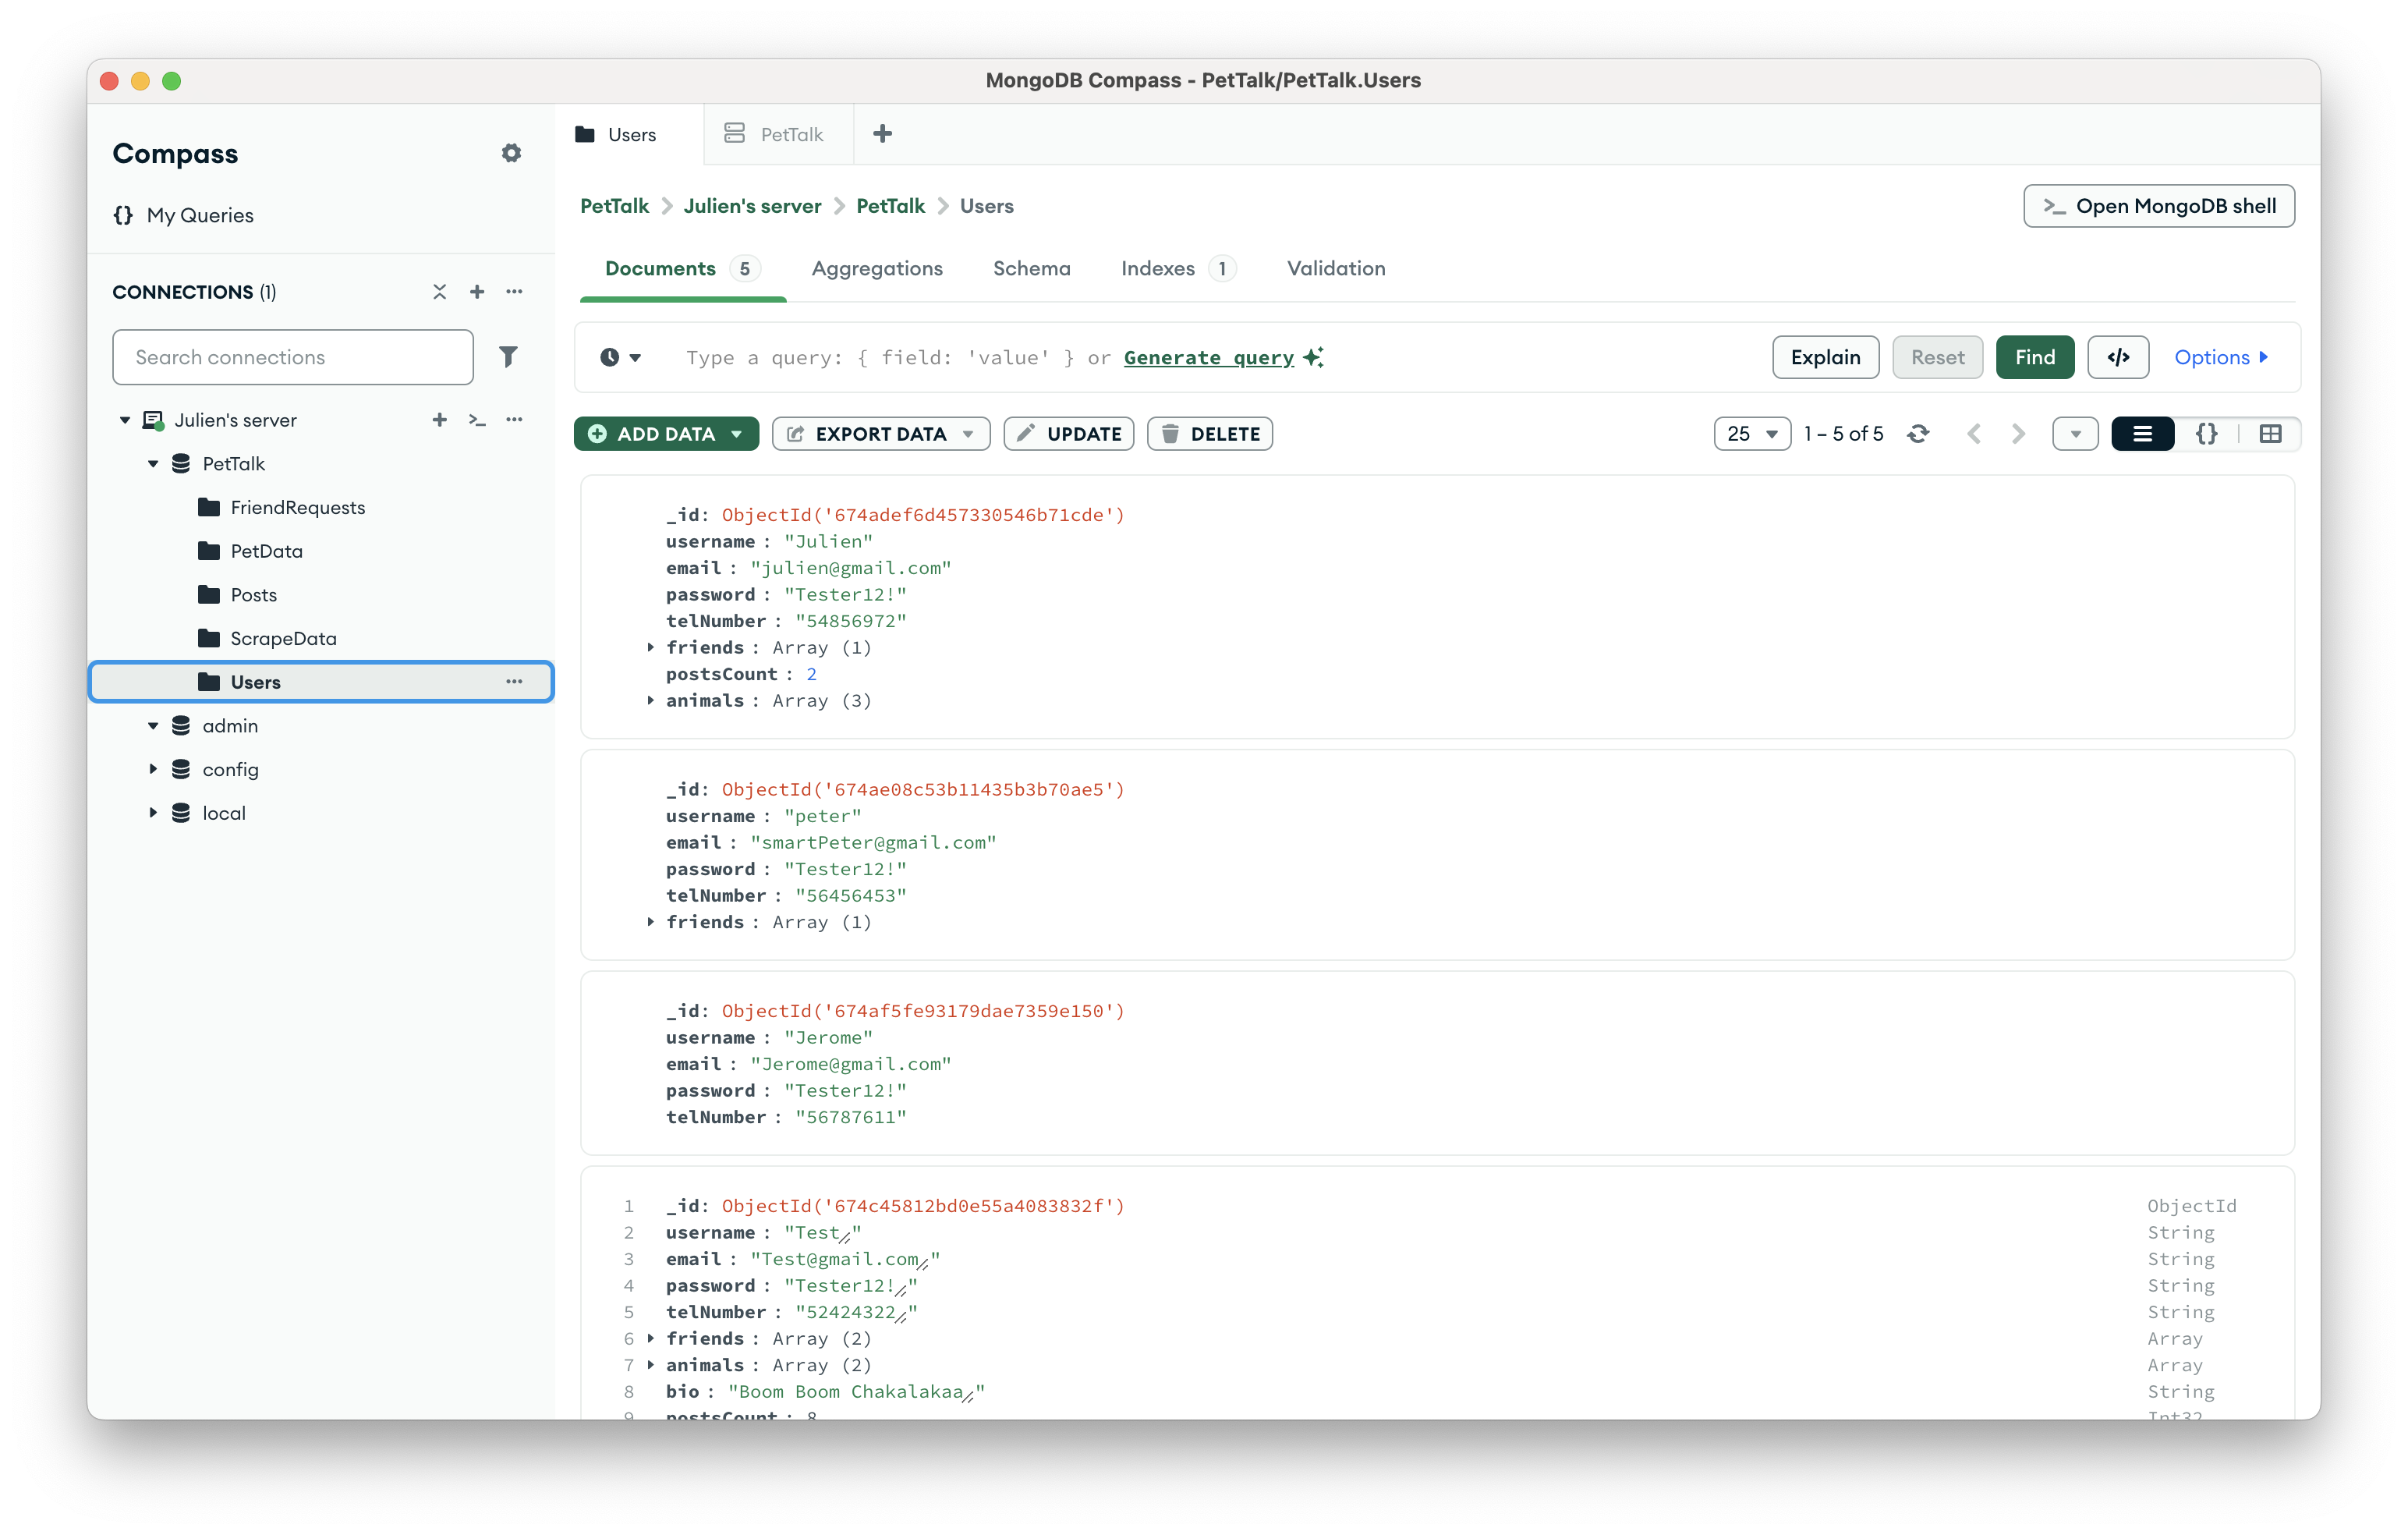 MongoDB Compass - PetTalk/PetTalk.Users
Compass
{} My Queries
CONNECTIONS (1)
Search connections
Julien's server
PetTalk
FriendRequests
PetData
Posts
ScrapeData
Users
admin
config
local
Users
PetTalk
PetTalk > Julien's server > PetTalk > Users
>_ Open MongoDB shell
Documents 5 Aggregations Schema Indexes 1 Validation
Type a query: { field: 'value' } or Generate query
Explain Reset Find </> Options
ADD DATA EXPORT DATA UPDATE DELETE
25 1 – 5 of 5 {}
_id: ObjectId('674adef6d457330546b71cde')
username : "Julien"
email : "julien@gmail.com"
password : "Tester12!"
telNumber : "54856972"
friends : Array (1)
postsCount : 2
animals : Array (3)
_id: ObjectId('674ae08c53b11435b3b70ae5')
username : "peter"
email : "smartPeter@gmail.com"
password : "Tester12!"
telNumber : "56456453"
friends : Array (1)
_id: ObjectId('674af5fe93179dae7359e150')
username : "Jerome"
email : "Jerome@gmail.com"
password : "Tester12!"
telNumber : "56787611"
1 _id: ObjectId('674c45812bd0e55a4083832f') ObjectId
2 username : "Test" String
3 email : "Test@gmail.com" String
4 password : "Tester12!" String
5 telNumber : "52424322" String
6 friends : Array (2) Array
7 animals : Array (2) Array
8 bio : "Boom Boom Chakalakaa" String
9 postsCount : 8 Int32